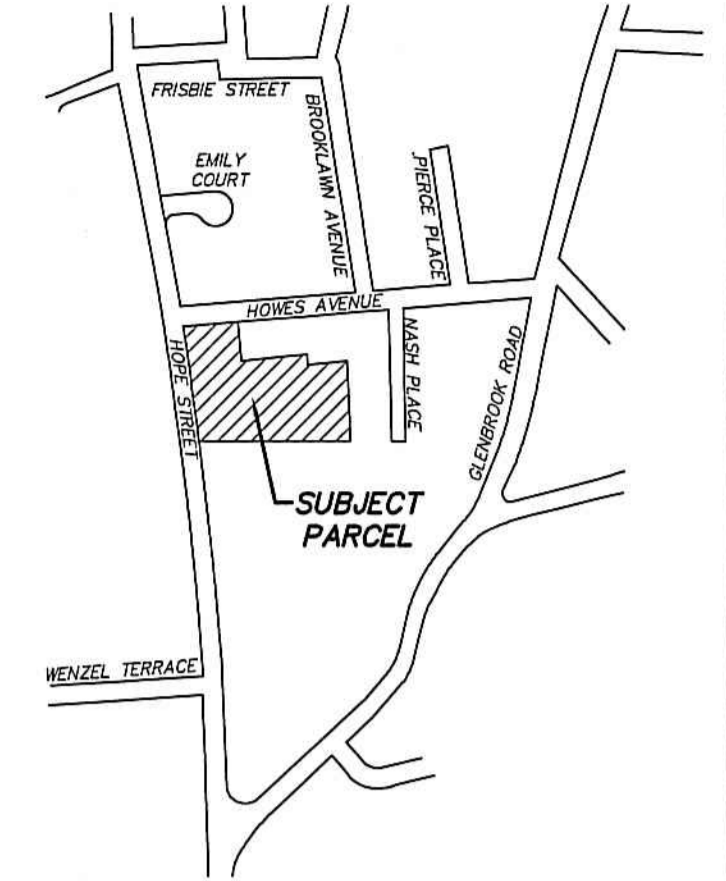 FRISBIE STREET
EMILY
COURT
BROOKLAWN AVENUE
PIERCE PLACE
HOWES AVENUE
HOPE STREET
NASH PLACE
GLENBROOK ROAD
SUBJECT
PARCEL
WENZEL TERRACE